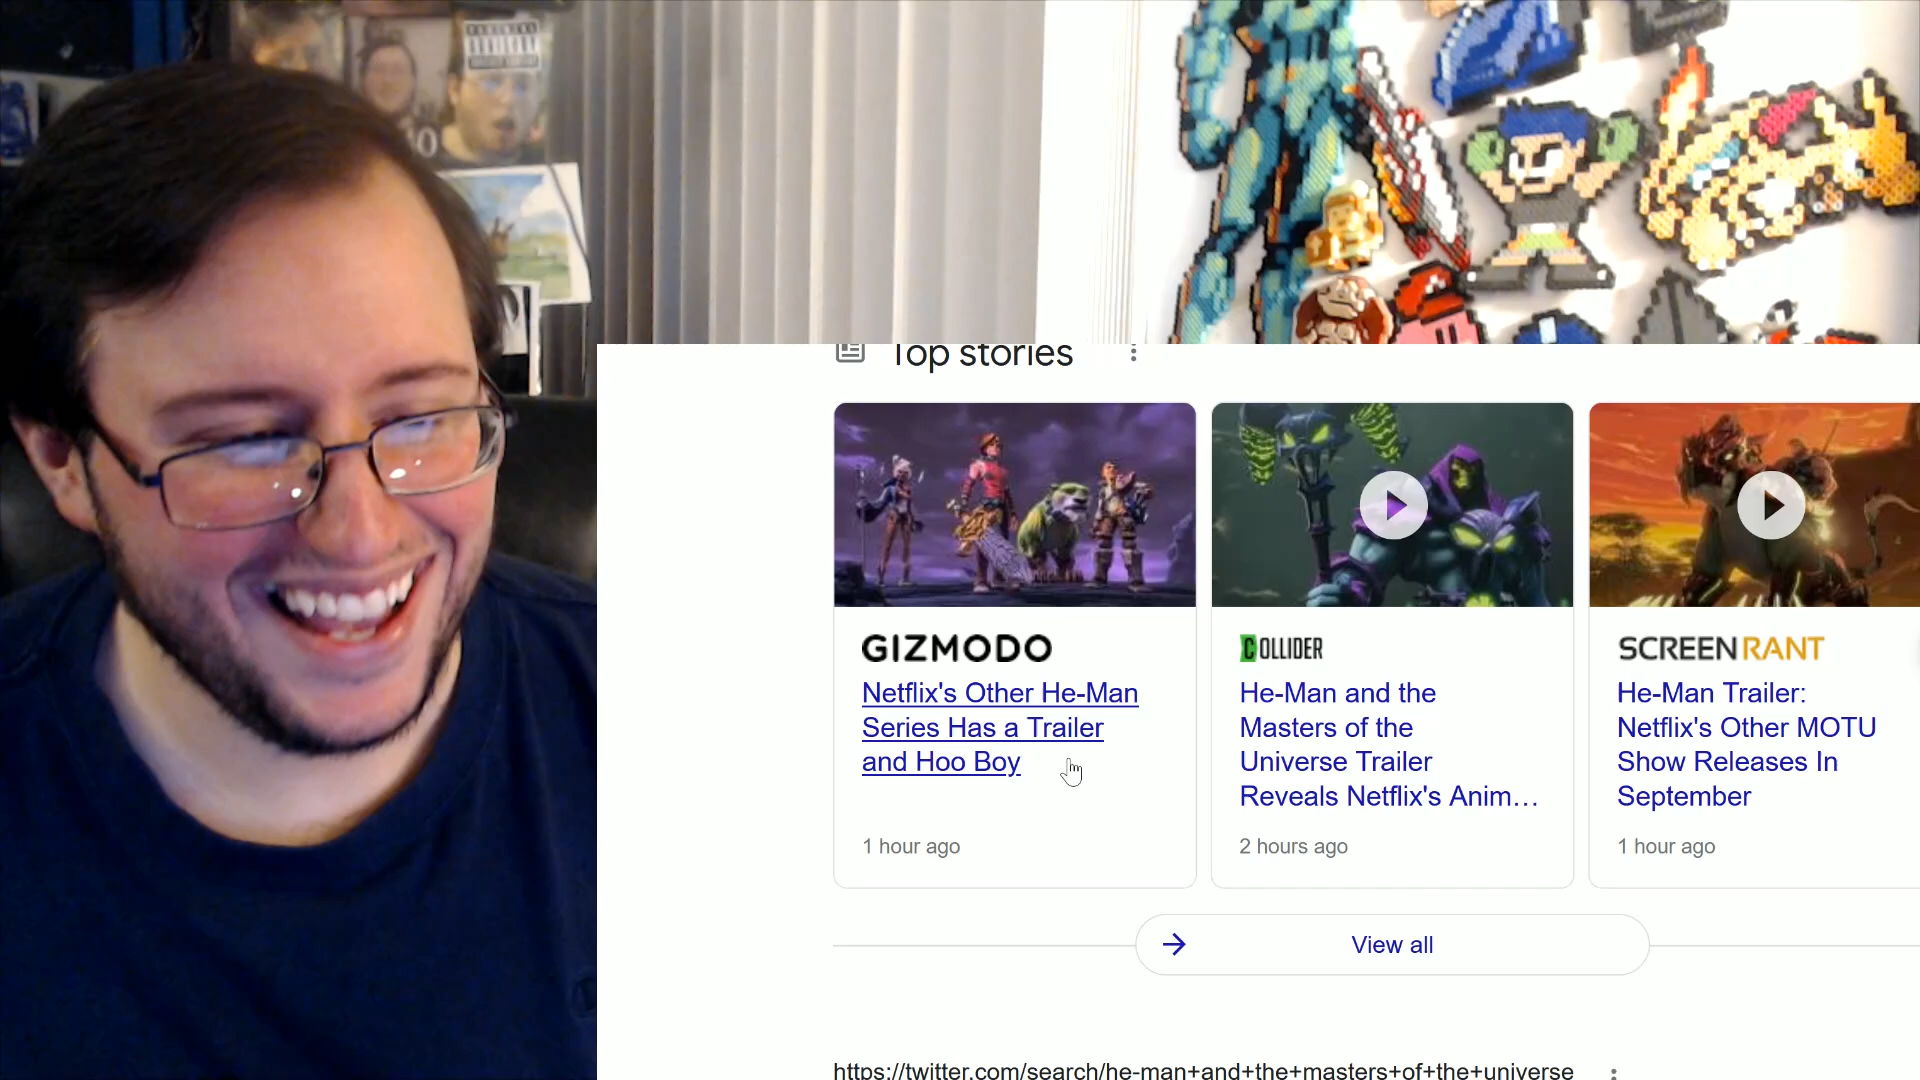 PARENTAL
ADVISORY
Top stories
GIZMODO
Netflix's Other He-Man
Series Has a Trailer
and Hoo Boy
1 hour ago
COLLIDER
He-Man and the
Masters of the
Universe Trailer
Reveals Netflix's Anim…
2 hours ago
SCREENRANT
He-Man Trailer:
Netflix's Other MOTU
Show Releases In
September
1 hour ago
View all
https://twitter.com/search/he-man+and+the+masters+of+the+universe